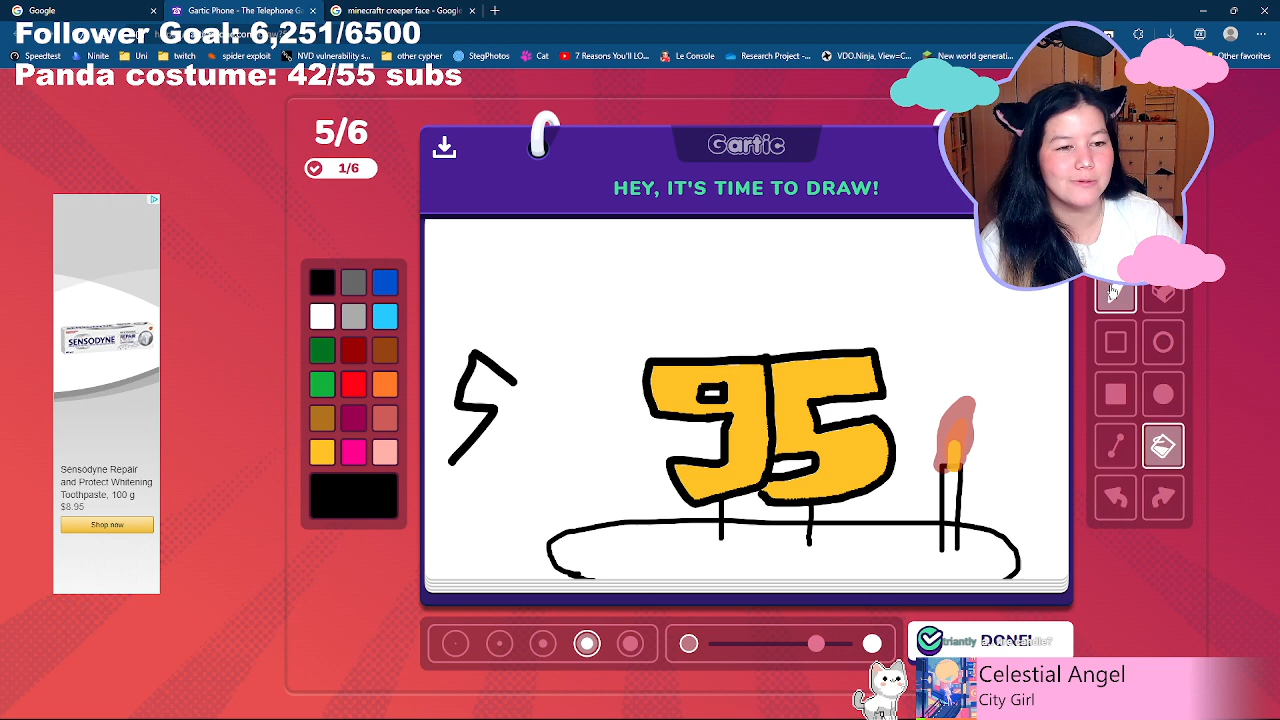 Google
Gartic Phone - The Telephone Ga
minecraftr creeper face - Google
Follower Goal: 6,251/6500
Speedtest
Ninite
Uni
twitch
spider exploit
NVD vulnerability s...
other cypher
StegPhotos
Cat
7 Reasons You'll LO...
Le Console
Research Project -...
VDO.Ninja, View=C...
New world generati...
Other favorites
Panda costume: 42/55 subs
5/6
1/6
Gartic
HEY, IT'S TIME TO DRAW!
95
SENSODYNE
Sensodyne Repair
and Protect Whitening
Toothpaste, 100 g
$8.95
Shop now
DONE!
Celestial Angel
City Girl